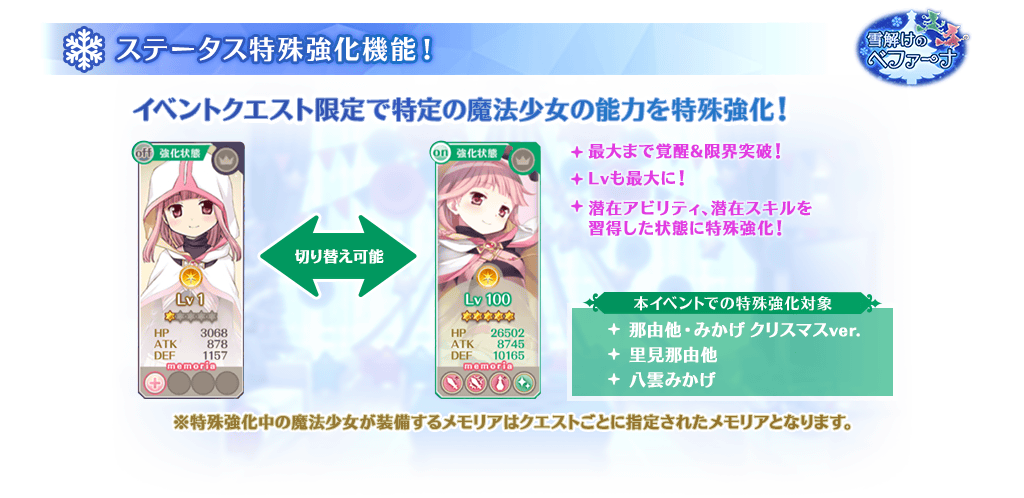 ステータス特殊強化機能！
雪解けの
ベファーナ
イベントクエスト限定で特定の魔法少女の能力を特殊強化！
off 強化状態
Lv 1
HP 3068
ATK 878
DEF 1157
memoria
切り替え可能
on 強化状態
Lv 100
HP 26502
ATK 8745
DEF 10165
memoria
最大まで覚醒&限界突破！
Lvも最大に！
潜在アビリティ、潜在スキルを
習得した状態に特殊強化！
本イベントでの特殊強化対象
那由他・みかげ クリスマスver.
里見那由他
八雲みかげ
※特殊強化中の魔法少女が装備するメモリアはクエストごとに指定されたメモリアとなります。